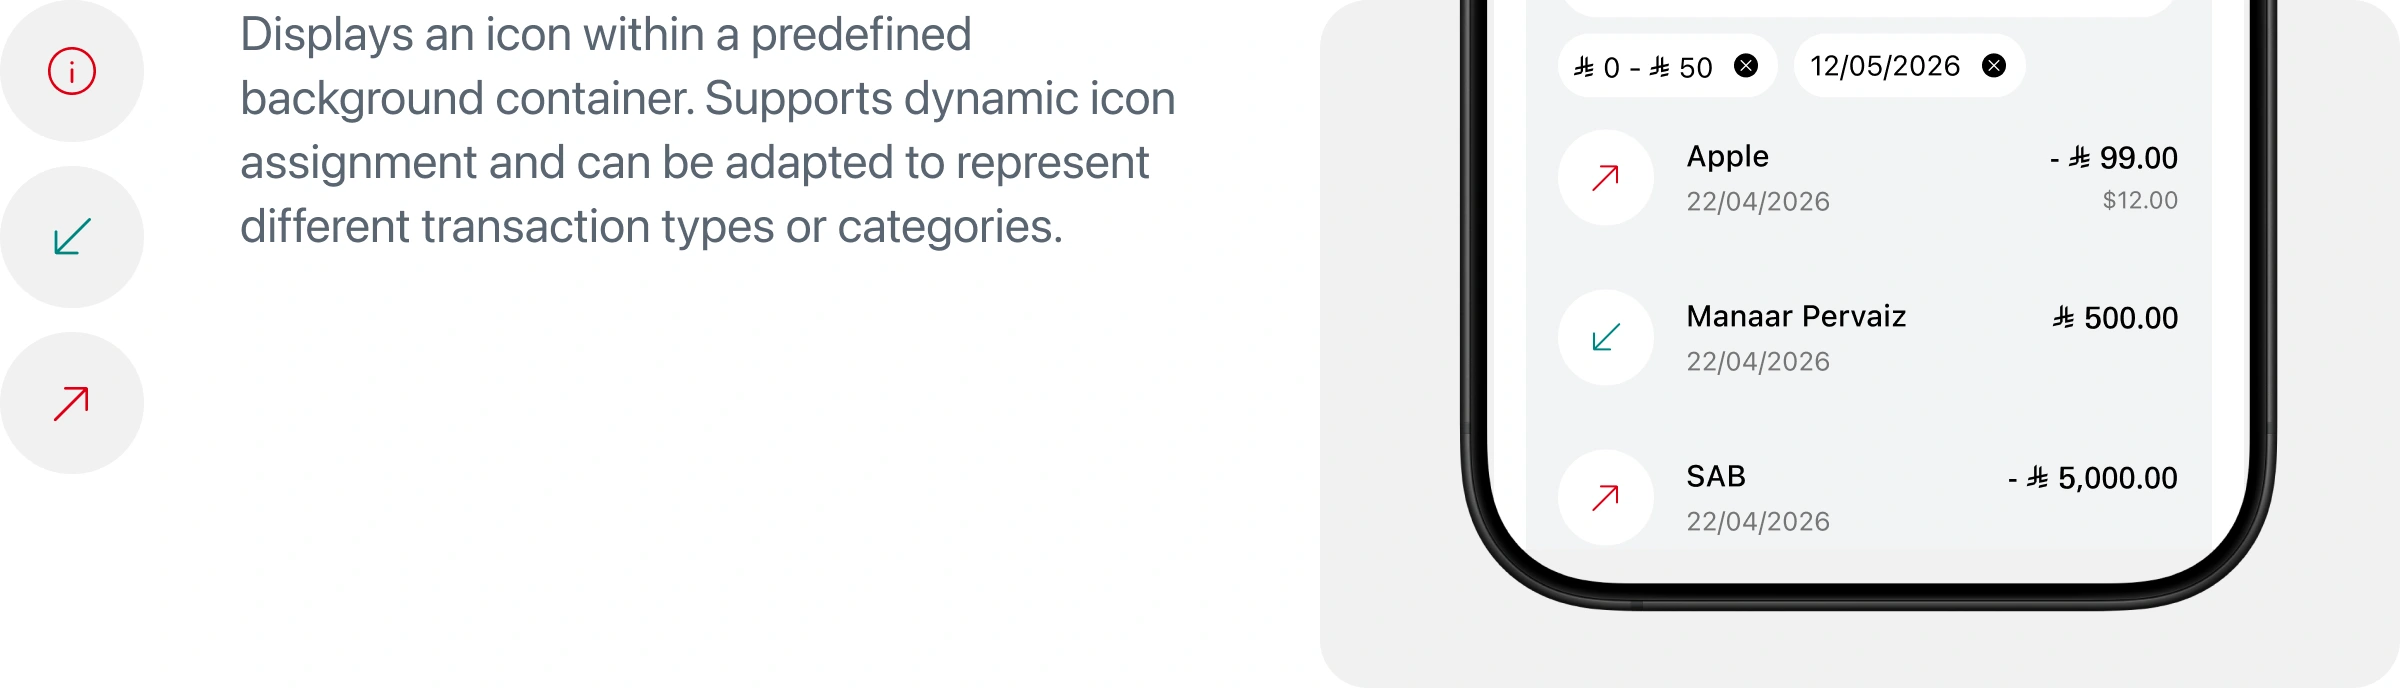 Displays an icon within a predefined
background container. Supports dynamic icon
assignment and can be adapted to represent
different transaction types or categories.
⃁ 0 - ⃁ 50
12/05/2026
Apple
- ⃁ 99.00
22/04/2026
$12.00
Manaar Pervaiz
⃁ 500.00
22/04/2026
SAB
- ⃁ 5,000.00
22/04/2026